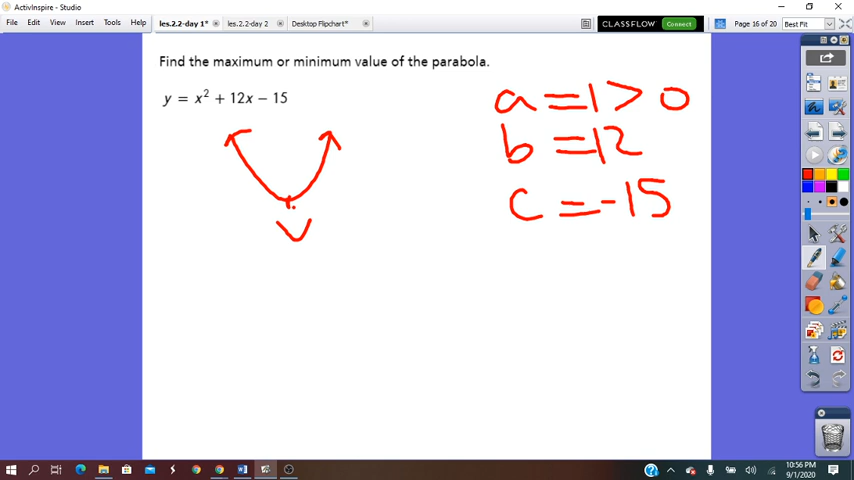 ActivInspire - Studio
File Edit View Insert Tools Help
les.2.2-day 1*
les.2.2-day 2
Desktop Flipchart*
CLASSFLOW Connect
Page 16 of 20
Best Fit
Find the maximum or minimum value of the parabola.
y = x² + 12x − 15
a = 1 > 0
b = 12
c = -15
V
10:56 PM
9/1/2020